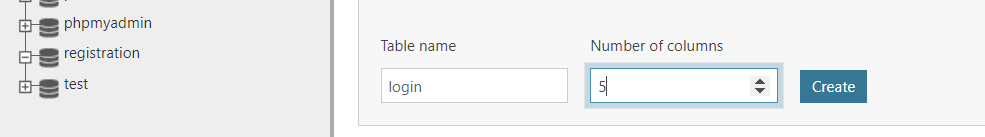 phpmyadmin
registration
test
Table name
Number of columns
login
5
Create